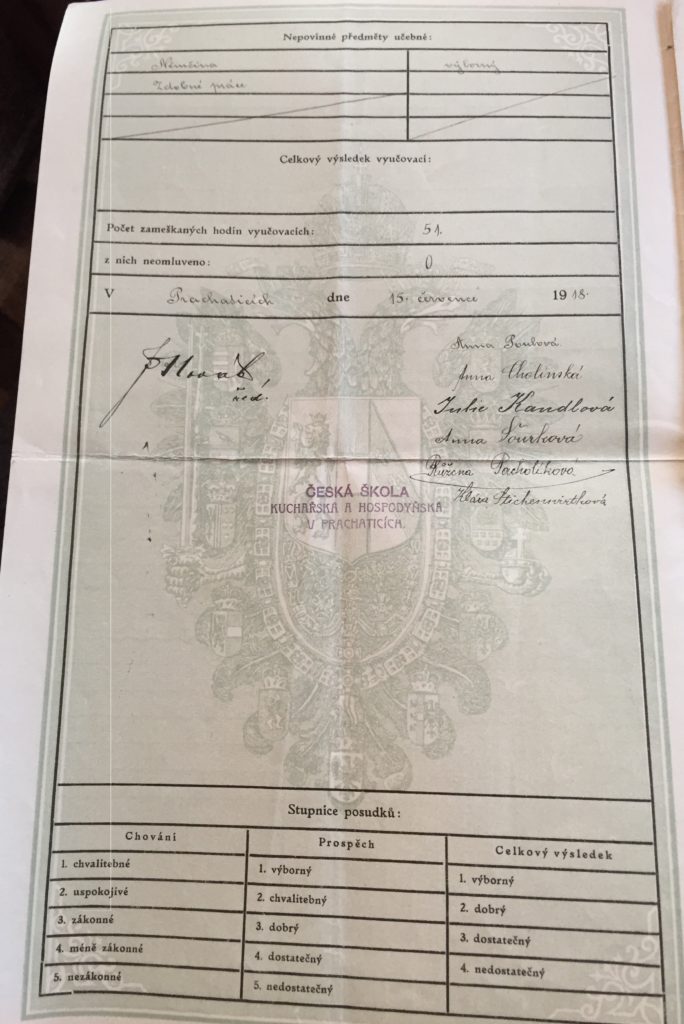 Nepovinné předměty učebné:
Němčina výborný
Zdobné práce
Celkový výsledek vyučovací:
Počet zameškaných hodin vyučovacích: 51.
z nich neomluveno: 0
V Prachaticích dne 15. července 1918.
řed.
Anna
Anna Cholinská
Julie Kandlová
Anna
Růžena Pacholíková
Klára Stichenwirthová
ČESKÁ ŠKOLA
KUCHAŘSKÁ A HOSPODYŇSKÁ
V PRACHATICÍCH.
Stupnice posudků:
Chování Prospěch Celkový výsledek
1. chvalitebné 1. výborný 1. výborný
2. uspokojivé 2. chvalitebný 2. dobrý
3. zákonné 3. dobrý 3. dostatečný
4. méně zákonné 4. dostatečný 4. nedostatečný
5. nezákonné 5. nedostatečný